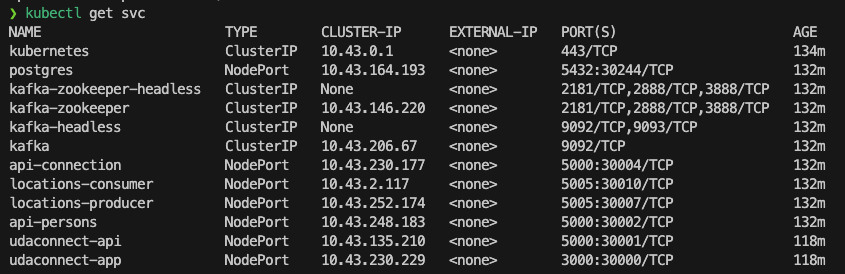 ❯ kubectl get svc
NAME TYPE CLUSTER-IP EXTERNAL-IP PORT(S) AGE
kubernetes ClusterIP 10.43.0.1 <none> 443/TCP 134m
postgres NodePort 10.43.164.193 <none> 5432:30244/TCP 132m
kafka-zookeeper-headless ClusterIP None <none> 2181/TCP,2888/TCP,3888/TCP 132m
kafka-zookeeper ClusterIP 10.43.146.220 <none> 2181/TCP,2888/TCP,3888/TCP 132m
kafka-headless ClusterIP None <none> 9092/TCP,9093/TCP 132m
kafka ClusterIP 10.43.206.67 <none> 9092/TCP 132m
api-connection NodePort 10.43.230.177 <none> 5000:30004/TCP 132m
locations-consumer NodePort 10.43.2.117 <none> 5005:30010/TCP 132m
locations-producer NodePort 10.43.252.174 <none> 5005:30007/TCP 132m
api-persons NodePort 10.43.248.183 <none> 5000:30002/TCP 132m
udaconnect-api NodePort 10.43.135.210 <none> 5000:30001/TCP 118m
udaconnect-app NodePort 10.43.230.229 <none> 3000:30000/TCP 118m